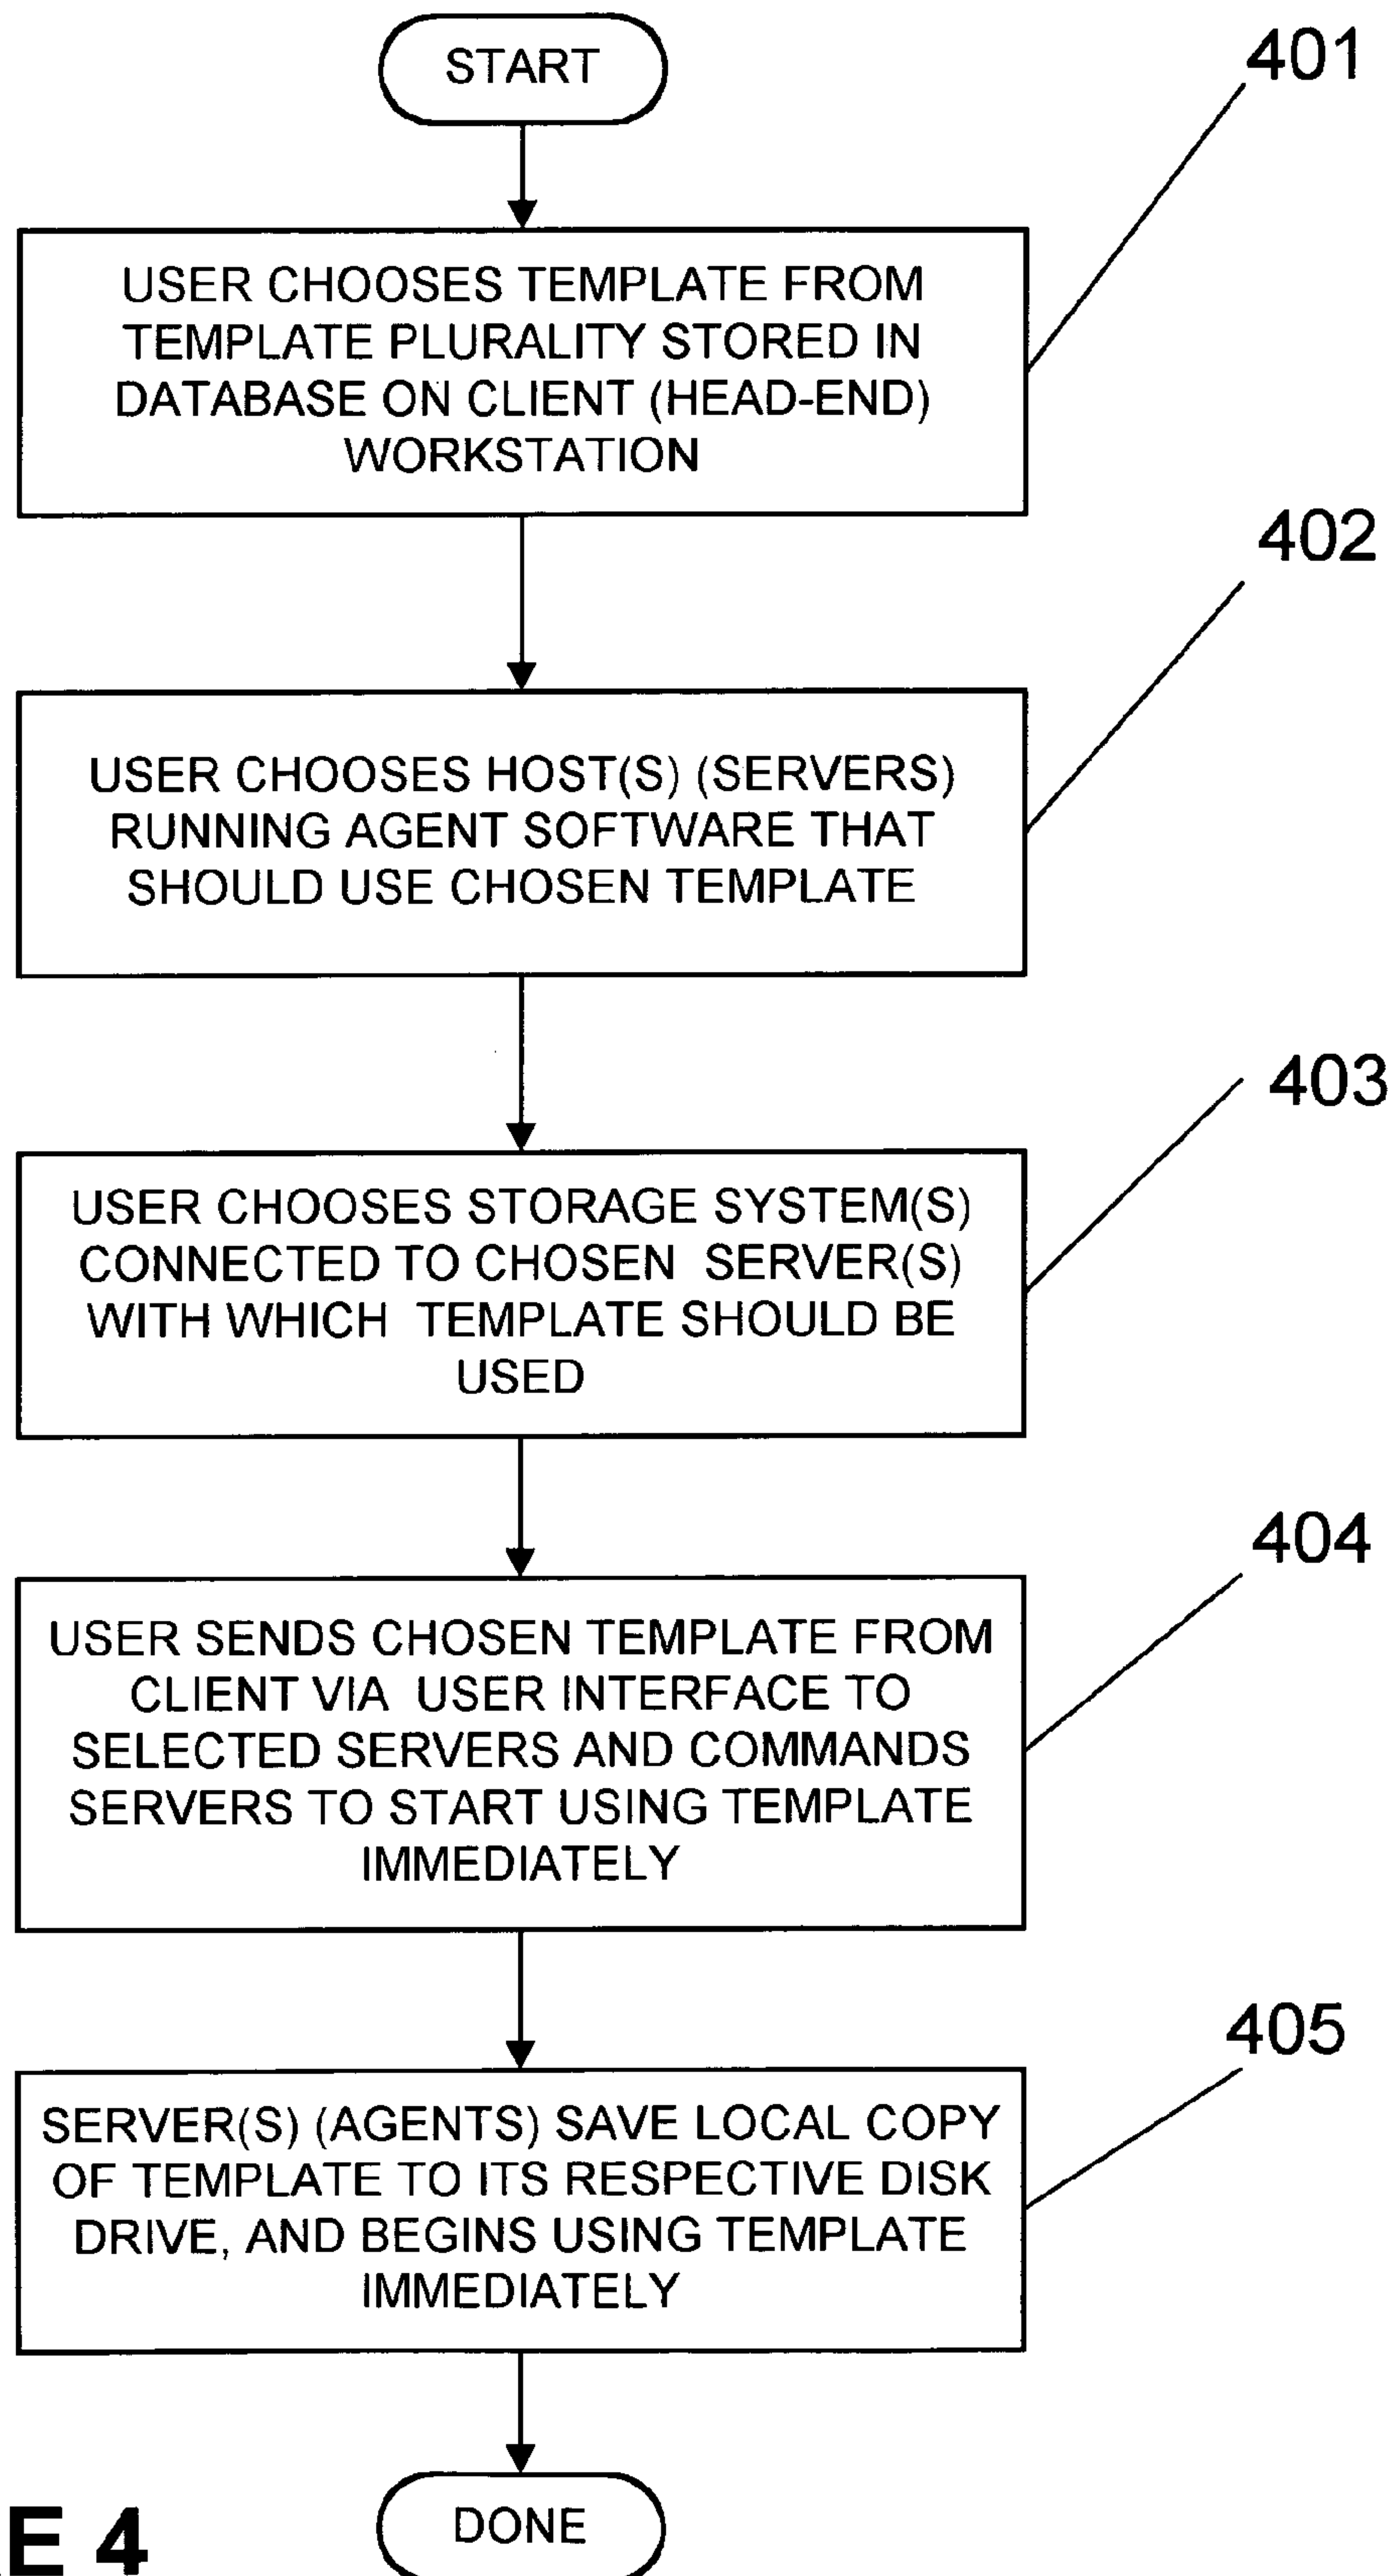 START
401
USER CHOOSES TEMPLATE FROM
TEMPLATE PLURALITY STORED IN
DATABASE ON CLIENT (HEAD-END)
WORKSTATION
402
USER CHOOSES HOST(S) (SERVERS)
RUNNING AGENT SOFTWARE THAT
SHOULD USE CHOSEN TEMPLATE
403
USER CHOOSES STORAGE SYSTEM(S)
CONNECTED TO CHOSEN SERVER(S)
WITH WHICH TEMPLATE SHOULD BE
USED
404
USER SENDS CHOSEN TEMPLATE FROM
CLIENT VIA USER INTERFACE TO
SELECTED SERVERS AND COMMANDS
SERVERS TO START USING TEMPLATE
IMMEDIATELY
405
SERVER(S) (AGENTS) SAVE LOCAL COPY
OF TEMPLATE TO ITS RESPECTIVE DISK
DRIVE, AND BEGINS USING TEMPLATE
IMMEDIATELY
DONE
E 4